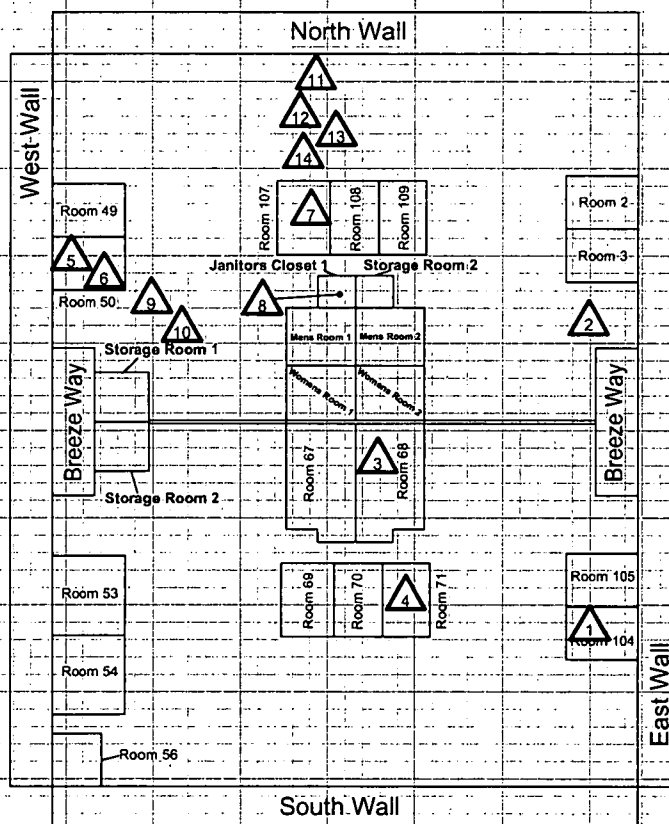 North Wall
West Wall
11
12
13
14
Room 49
Room 107
7
Room 108
Room 109
Room 2
5
6
Room 50
Room 3
Janitors Closet 1
Storage Room 2
8
9
10
2
Storage Room 1
Mens Room 1
Mens Room 2
Womens Room 1
Womens Room 2
Breeze Way
Breeze Way
Room 67
3
Room 68
Storage Room 2
Room 53
Room 69
Room 70
4
Room 71
Room 105
1
Room 104
Room 54
East Wall
Room 56
South Wall